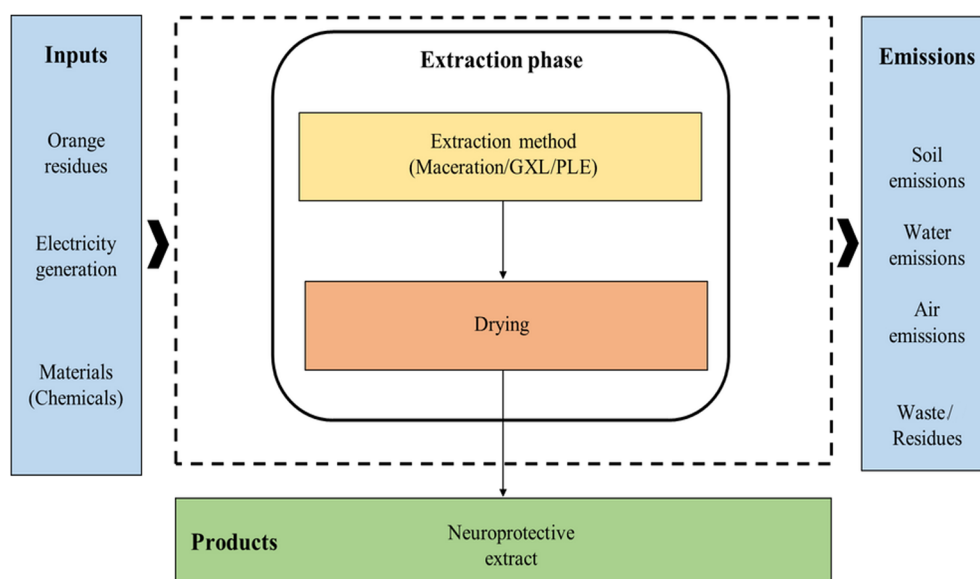 Inputs
Orange
residues
Electricity
generation
Materials
(Chemicals)
Extraction phase
Extraction method
(Maceration/GXL/PLE)
Drying
Emissions
Soil
emissions
Water
emissions
Air
emissions
Waste/
Residues
Products
Neuroprotective
extract